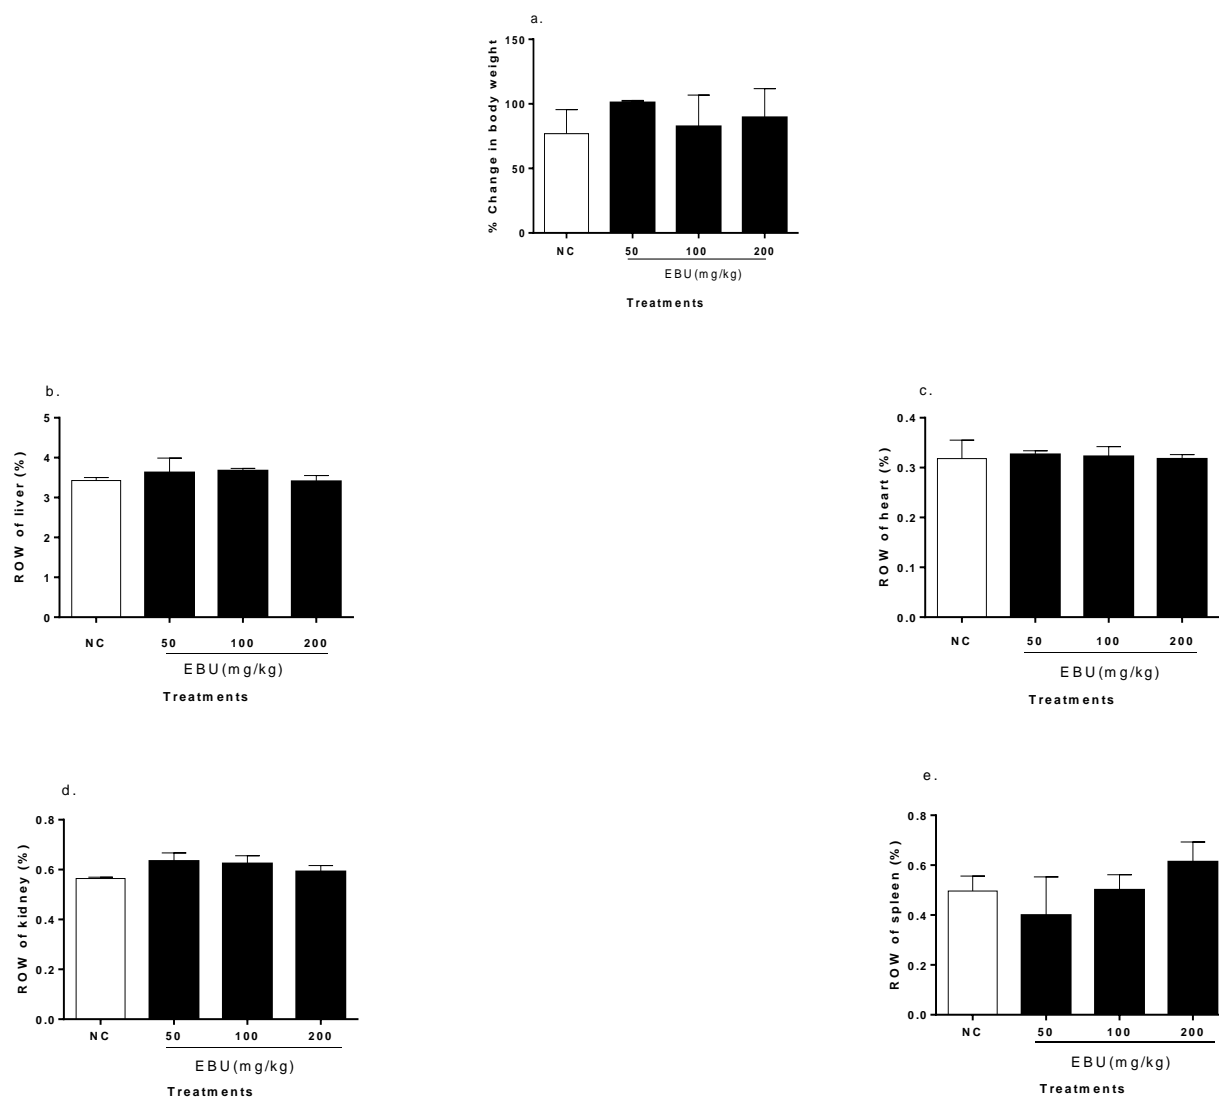 a.
% Change in body weight
150
100
50
0
NC 50 100 200
EBU(mg/kg)
Treatments
b.
ROW of liver (%)
5
4
3
2
1
0
NC 50 100 200
EBU(mg/kg)
Treatments
c.
ROW of heart (%)
0.4
0.3
0.2
0.1
0.0
NC 50 100 200
EBU(mg/kg)
Treatments
d.
ROW of kidney (%)
0.8
0.6
0.4
0.2
0.0
NC 50 100 200
EBU(mg/kg)
Treatments
e.
ROW of spleen (%)
0.8
0.6
0.4
0.2
0.0
NC 50 100 200
EBU(mg/kg)
Treatments